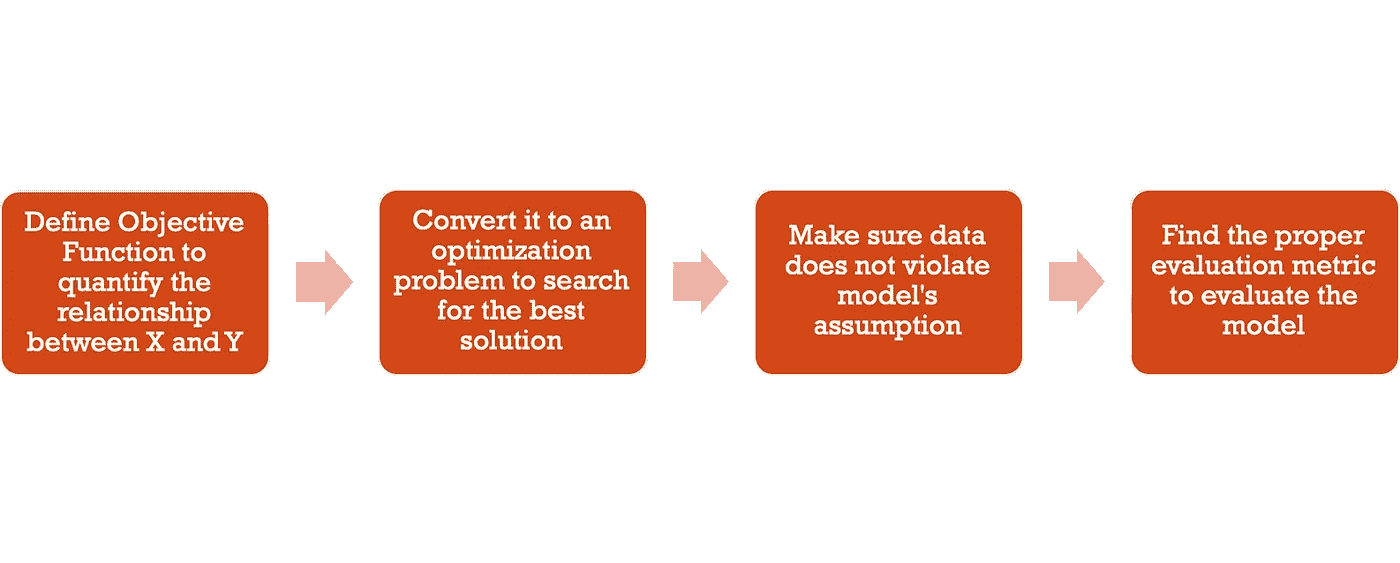 Define Objective
Function to
quantify the
relationship
between X and Y
Convert it to an
optimization
problem to search
for the best
solution
Make sure data
does not violate
model's
assumption
Find the proper
evaluation metric
to evaluate the
model